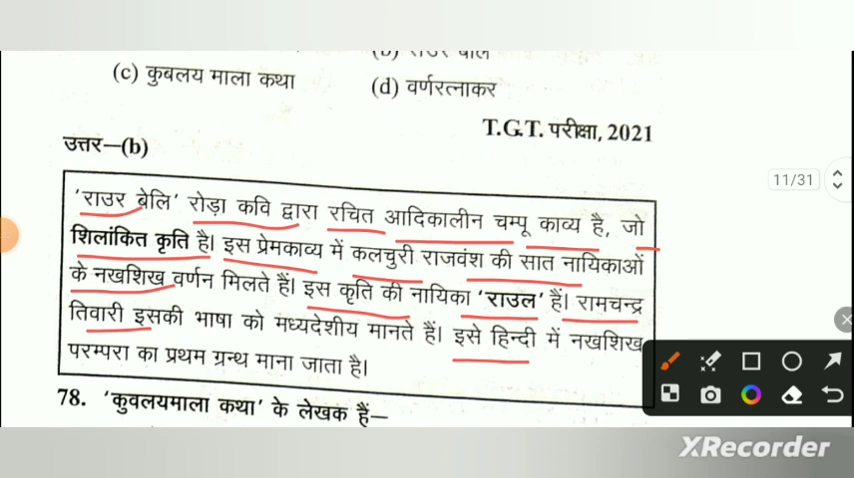 (c) कुबलय माला कथा
(d) वर्णरत्नाकर
T.G.T. परीक्षा, 2021
उत्तर—(b)
11/31
'राउर बेलि' रोड़ा कवि द्वारा रचित आदिकालीन चम्पू काव्य है, जो
शिलांकित कृति है। इस प्रेमकाव्य में कलचुरी राजवंश की सात नायिकाओं
के नखशिख वर्णन मिलते हैं। इस कृति की नायिका 'राउल' हैं। रामचन्द्र
तिवारी इसकी भाषा को मध्यदेशीय मानते हैं। इसे हिन्दी में नखशिख
परम्परा का प्रथम ग्रन्थ माना जाता है।
78. 'कुवलयमाला कथा' के लेखक हैं—
XRecorder